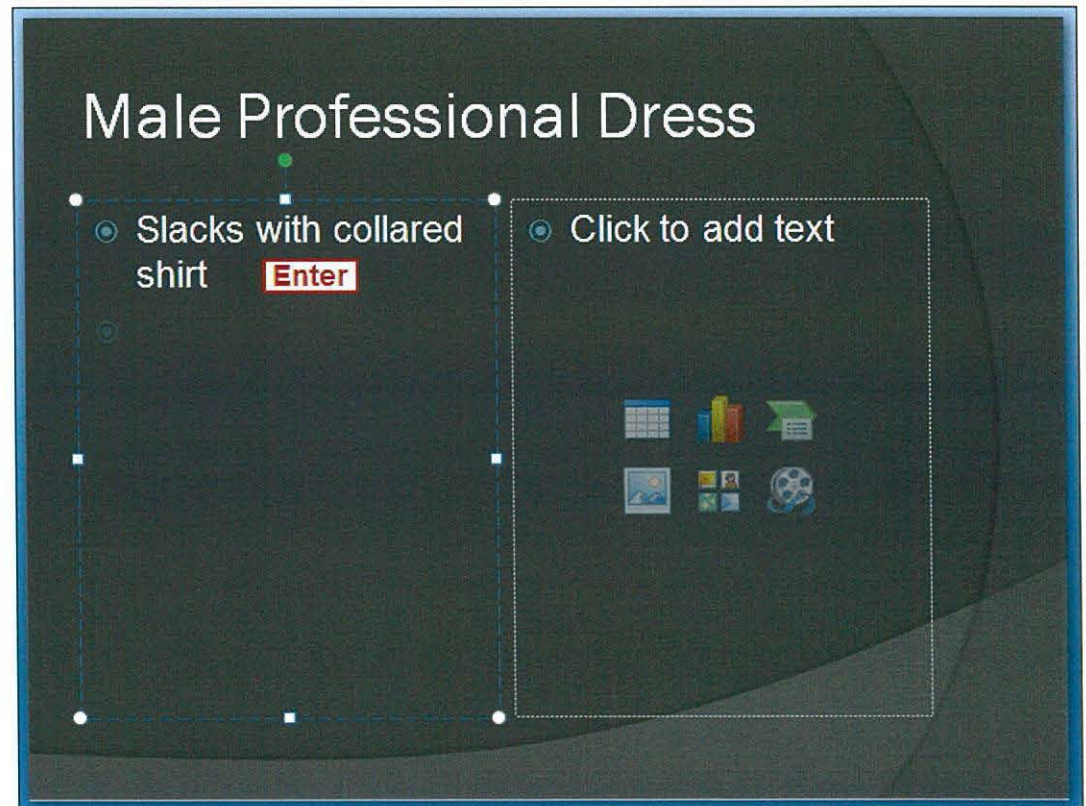 Male Professional Dress
Slacks with collared
shirt Enter
Click to add text